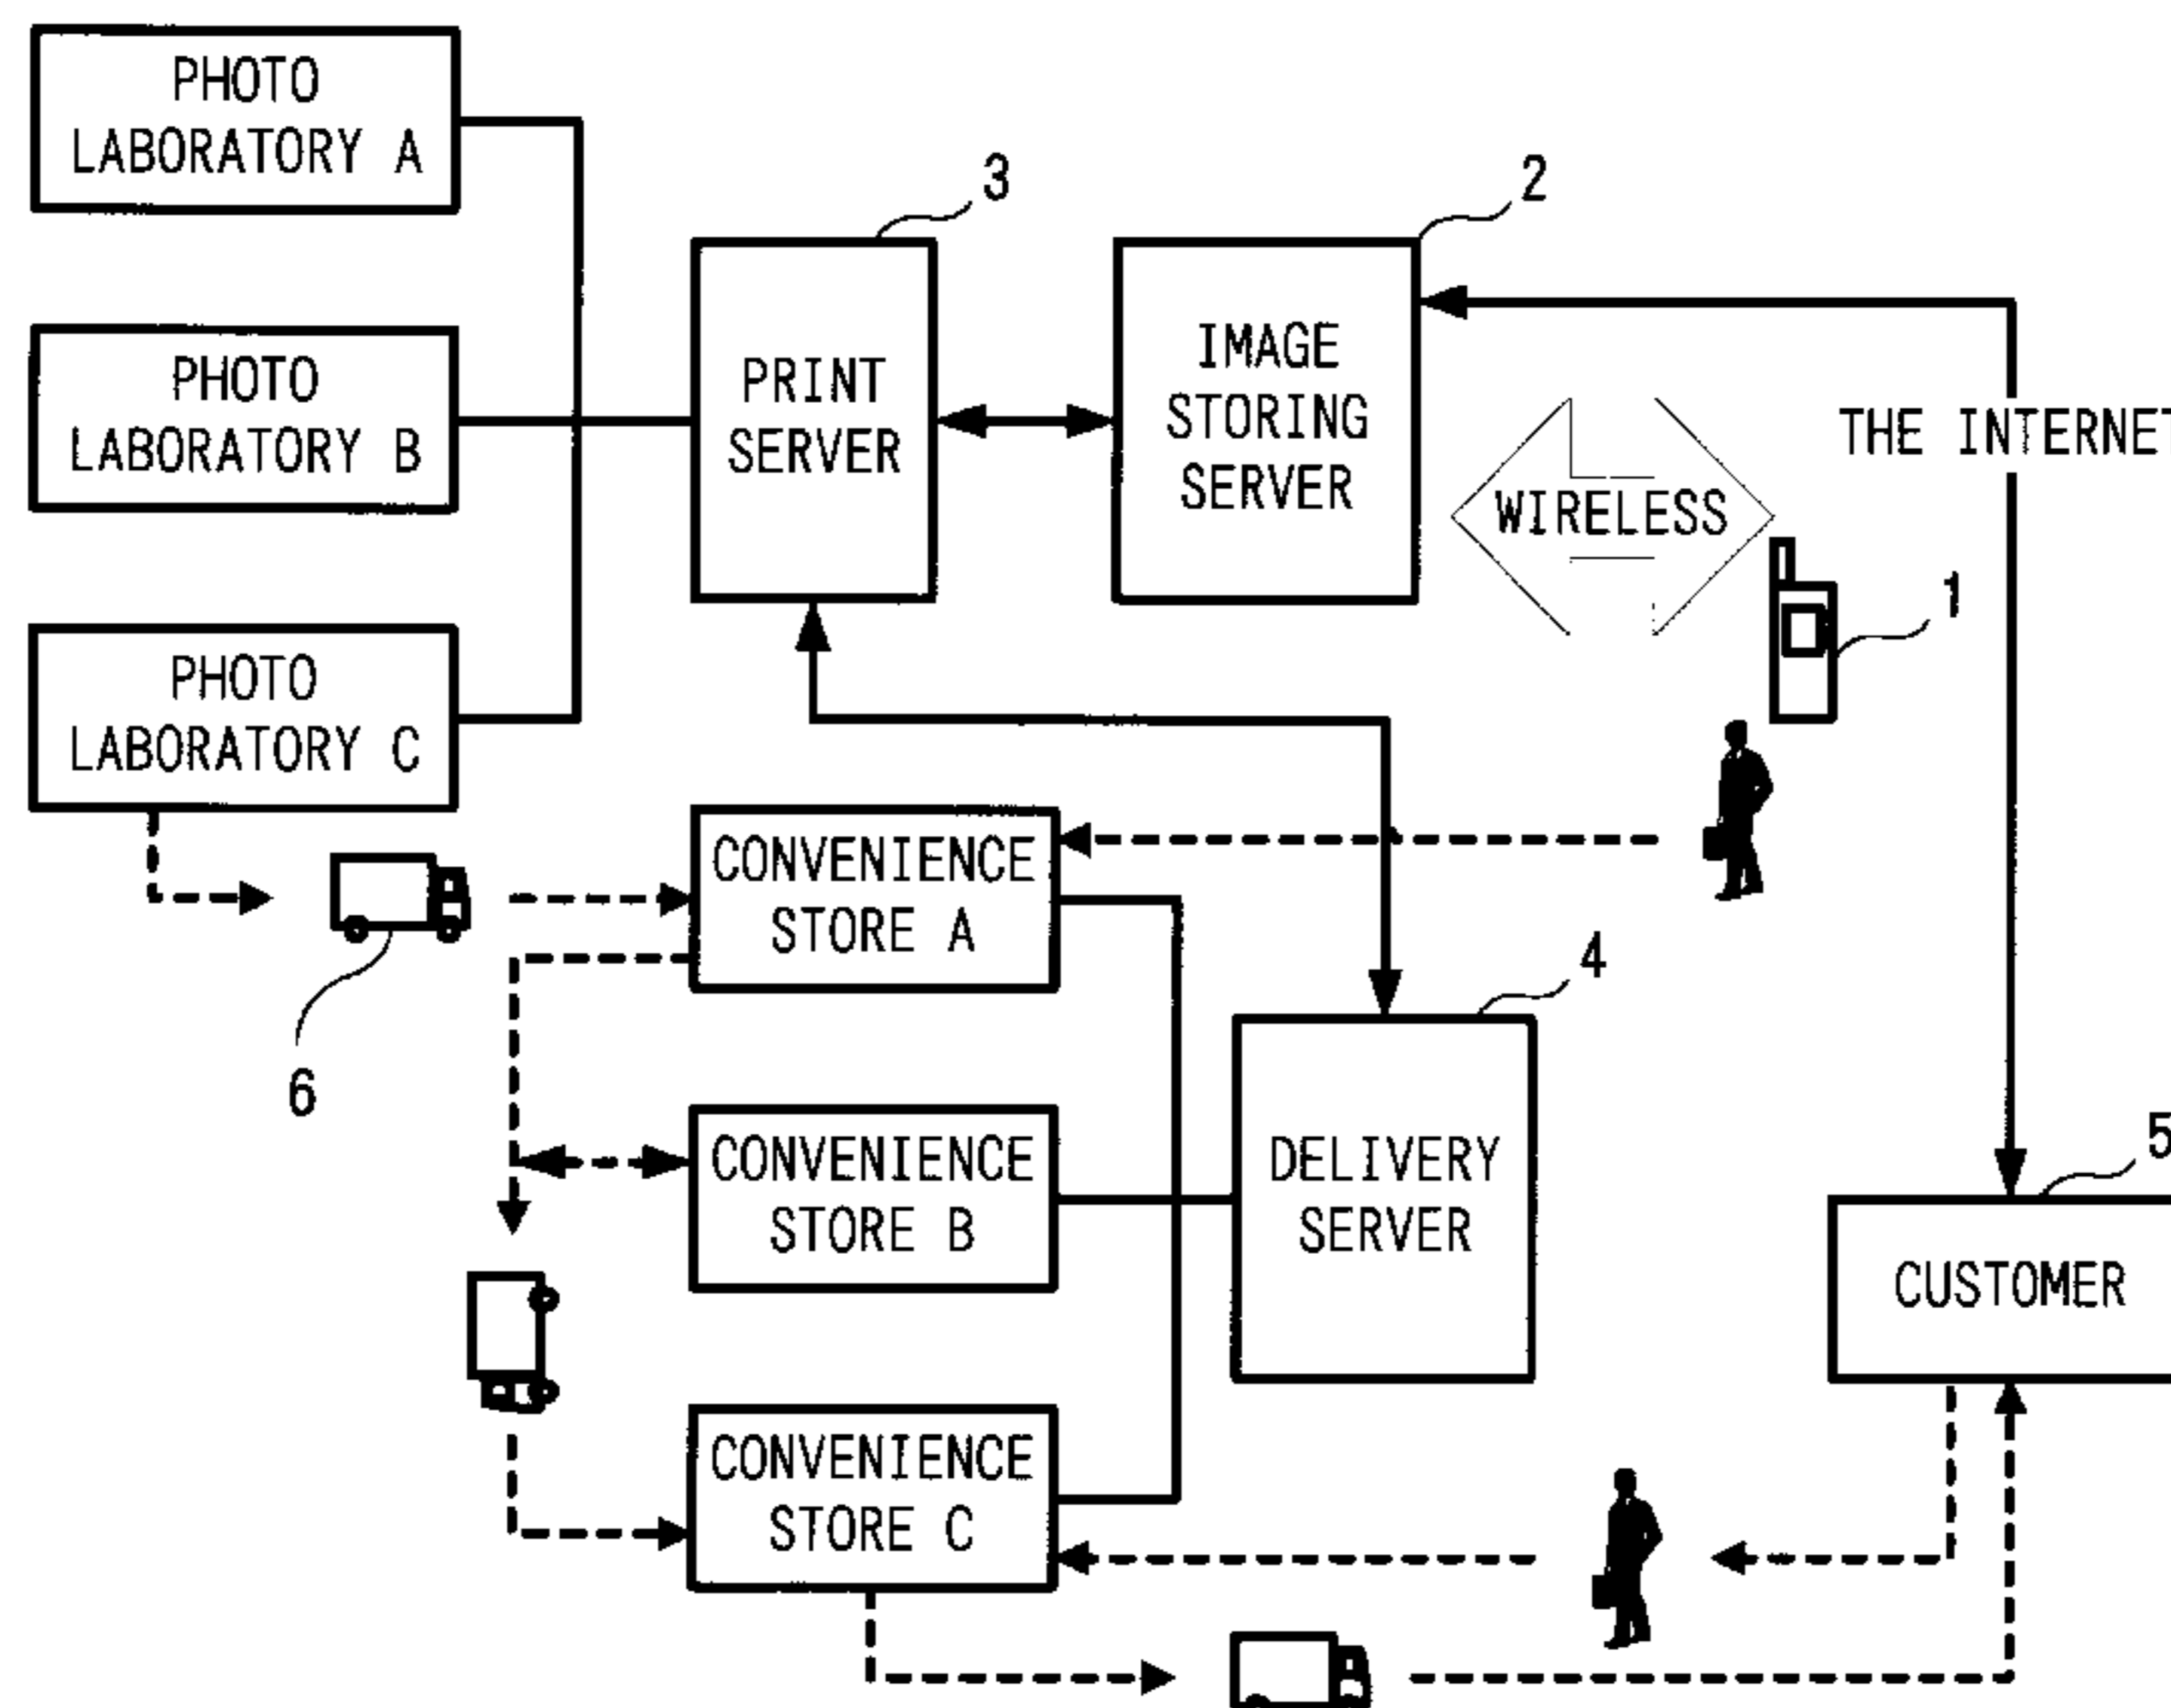 PHOTO
LABORATORY A
3
2
PRINT
SERVER
IMAGE
STORING
SERVER
THE INTERNET
WIRELESS
PHOTO
LABORATORY B
1
PHOTO
LABORATORY C
CONVENIENCE
STORE A
4
6
CONVENIENCE
STORE B
DELIVERY
SERVER
5
CUSTOMER
CONVENIENCE
STORE C